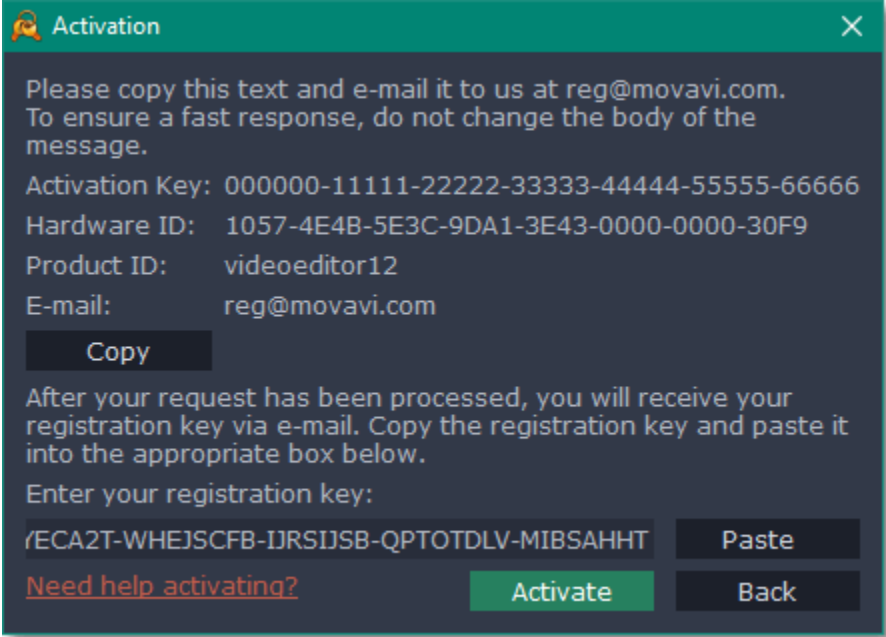 Activation
Please copy this text and e-mail it to us at reg@movavi.com.
To ensure a fast response, do not change the body of the
message.
Activation Key: 000000-11111-22222-33333-44444-55555-66666
Hardware ID: 1057-4E4B-5E3C-9DA1-3E43-0000-0000-30F9
Product ID: videoeditor12
E-mail: reg@movavi.com
Copy
After your request has been processed, you will receive your
registration key via e-mail. Copy the registration key and paste it
into the appropriate box below.
Enter your registration key:
YECA2T-WHEJSCFB-IJRSIJSB-QPTOTDLV-MIBSAHHT Paste
Need help activating? Activate Back